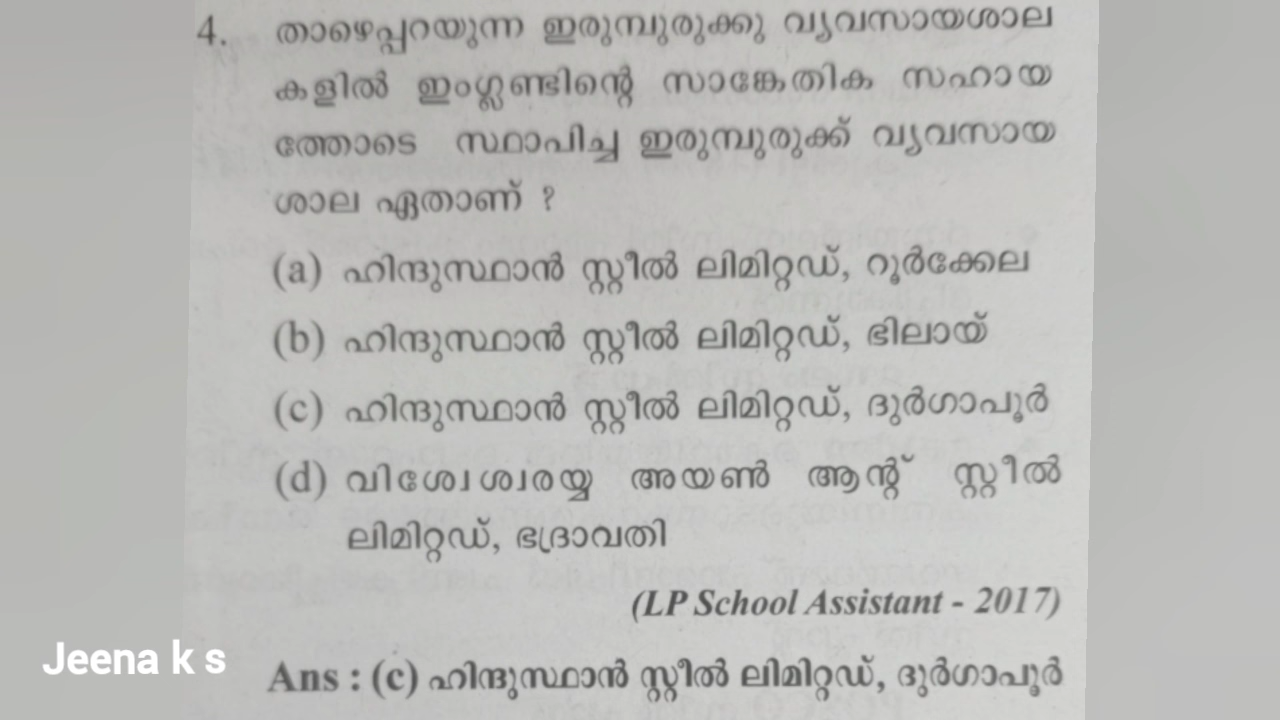 4. താഴെപ്പറയുന്ന ഇരുമ്പുരുക്കു വ്യവസായശാല
കളിൽ ഇംഗ്ലണ്ടിന്റെ സാങ്കേതിക സഹായ
ത്തോടെ സ്ഥാപിച്ച ഇരുമ്പുരുക്ക് വ്യവസായ
ശാല ഏതാണ് ?
(a) ഹിന്ദുസ്ഥാൻ സ്റ്റീൽ ലിമിറ്റഡ്, റൂർക്കേല
(b) ഹിന്ദുസ്ഥാൻ സ്റ്റീൽ ലിമിറ്റഡ്, ഭിലായ്
(c) ഹിന്ദുസ്ഥാൻ സ്റ്റീൽ ലിമിറ്റഡ്, ദുർഗാപൂർ
(d) വിശ്വേശ്വരയ്യ അയൺ ആന്റ് സ്റ്റീൽ
ലിമിറ്റഡ്, ഭദ്രാവതി
(LP School Assistant - 2017)
Jeena k s
Ans : (c) ഹിന്ദുസ്ഥാൻ സ്റ്റീൽ ലിമിറ്റഡ്, ദുർഗാപൂർ